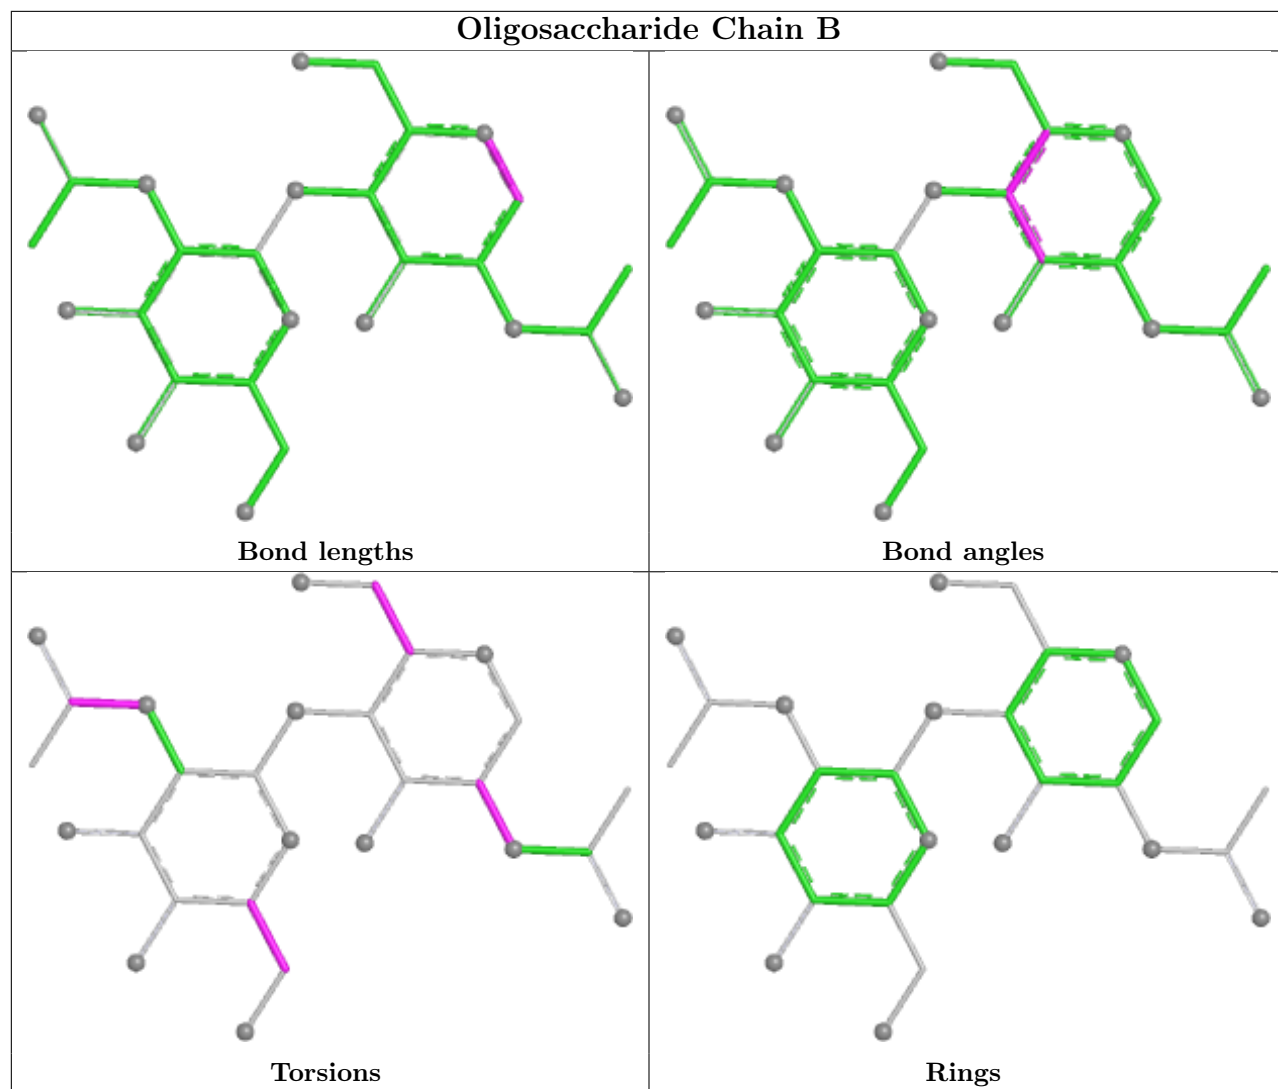 Oligosaccharide Chain B
Bond lengths
Bond angles
Torsions
Rings